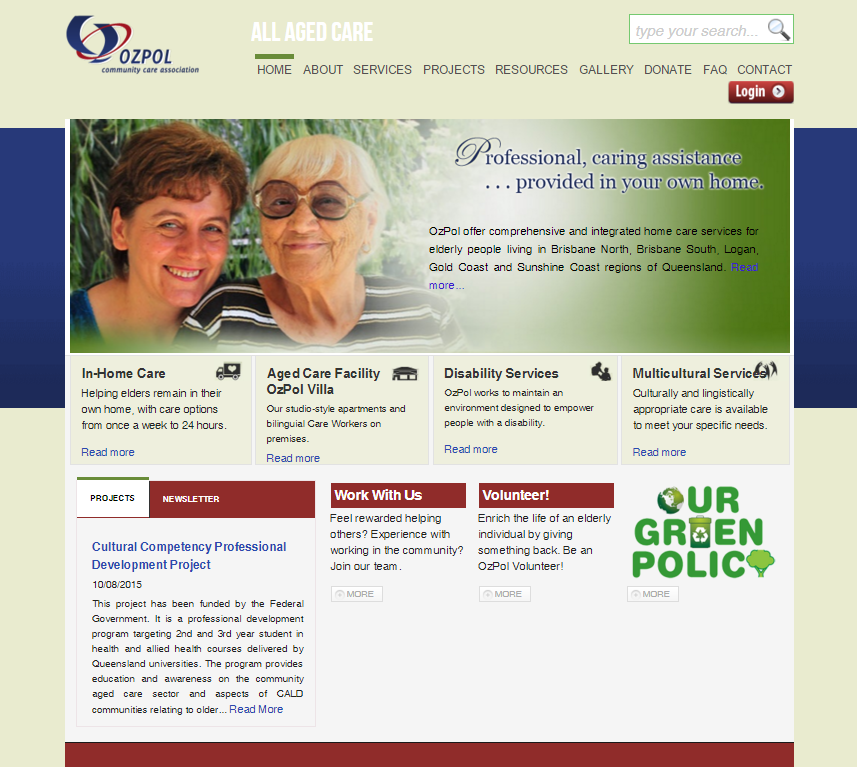 OZPOL
community care association
ALL AGED CARE
type your search...
HOME ABOUT SERVICES PROJECTS RESOURCES GALLERY DONATE FAQ CONTACT
Login
Professional, caring assistance
. . . provided in your own home.
OzPol offer comprehensive and integrated home care services for
elderly people living in Brisbane North, Brisbane South, Logan,
Gold Coast and Sunshine Coast regions of Queensland. Read
more...
In-Home Care
Helping elders remain in their
own home, with care options
from once a week to 24 hours.
Read more
Aged Care Facility
OzPol Villa
Our studio-style apartments and
bilinguial Care Workers on
premises.
Read more
Disability Services
OzPol works to maintain an
environment designed to empower
people with a disability.
Read more
Multicultural Services
Culturally and lingistically
appropriate care is available
to meet your specific needs.
Read more
PROJECTS NEWSLETTER
Cultural Competency Professional
Development Project
10/08/2015
This project has been funded by the Federal
Government. It is a professional development
program targeting 2nd and 3rd year student in
health and allied health courses delivered by
Queensland universities. The program provides
education and awareness on the community
aged care sector and aspects of CALD
communities relating to older... Read More
Work With Us
Feel rewarded helping
others? Experience with
working in the community?
Join our team.
MORE
Volunteer!
Enrich the life of an elderly
individual by giving
something back. Be an
OzPol Volunteer!
MORE
OUR
GREEN
POLICY
MORE